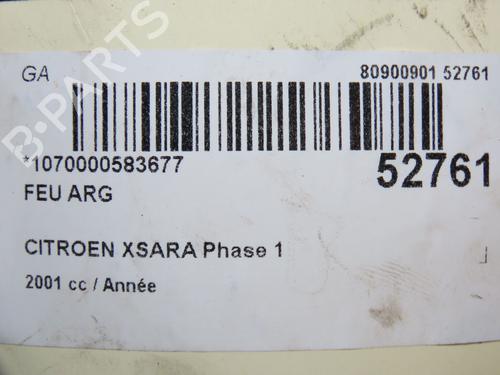 GA
80900901 52761
*1070000583677
52761
FEU ARG
CITROEN XSARA Phase 1
2001 cc / Année
B-PARTS